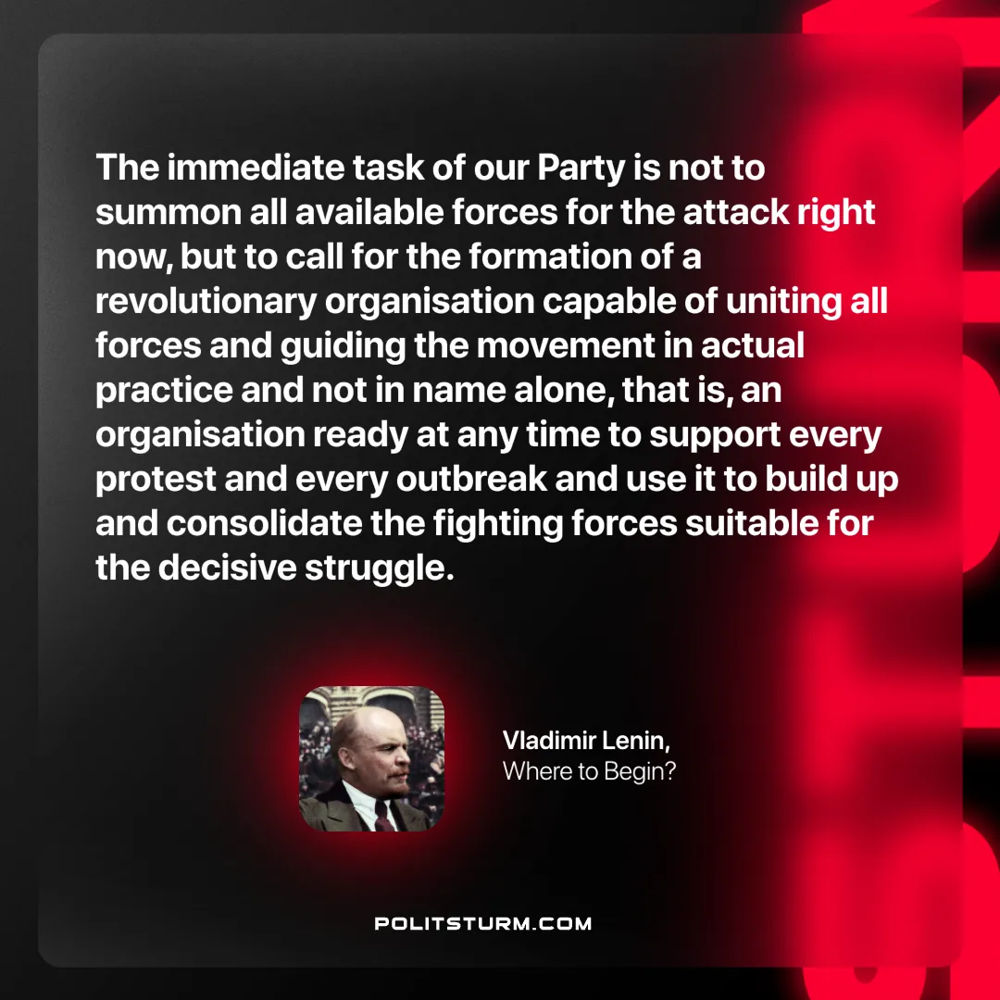 The immediate task of our Party is not to
summon all available forces for the attack right
now, but to call for the formation of a
revolutionary organisation capable of uniting all
forces and guiding the movement in actual
practice and not in name alone, that is, an
organisation ready at any time to support every
protest and every outbreak and use it to build up
and consolidate the fighting forces suitable for
the decisive struggle.
Vladimir Lenin,
Where to Begin?
POLITSTURM.COM